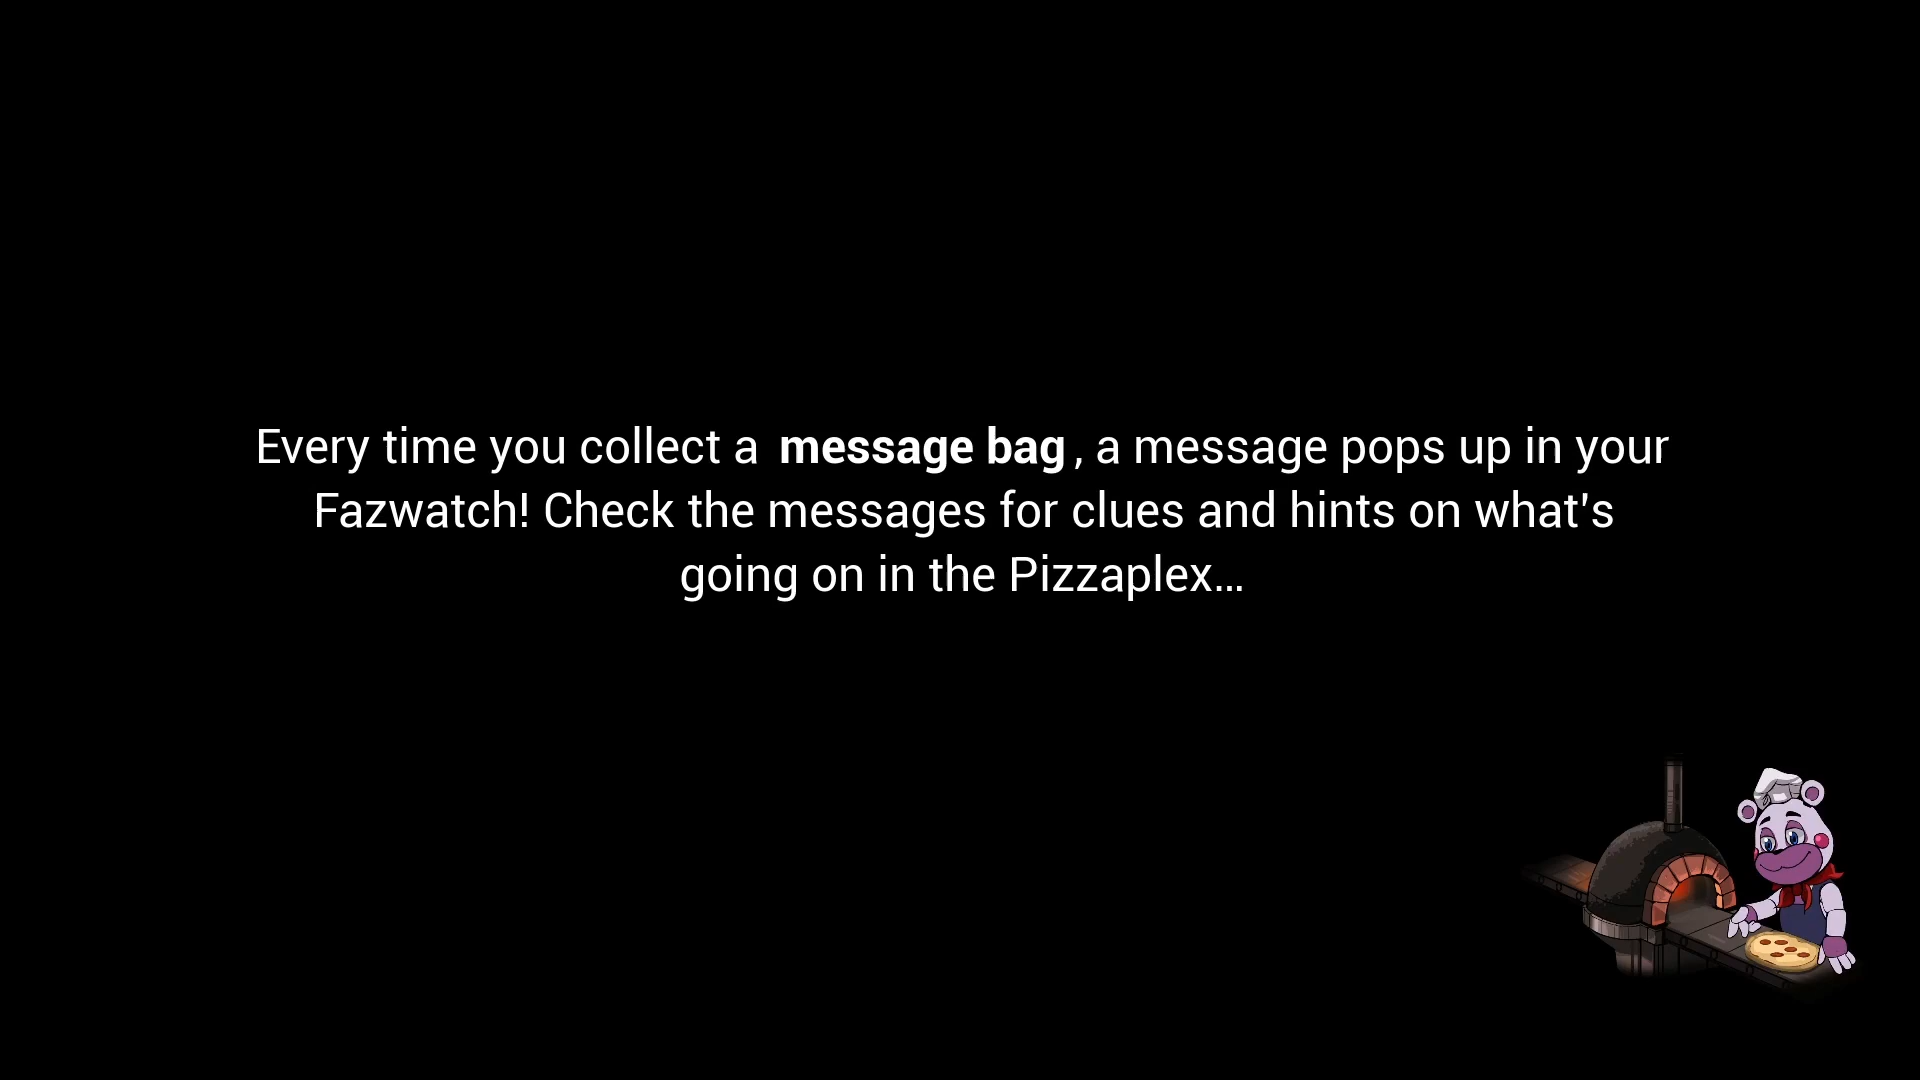 Every time you collect a message bag, a message pops up in your
Fazwatch! Check the messages for clues and hints on what's
going on in the Pizzaplex...